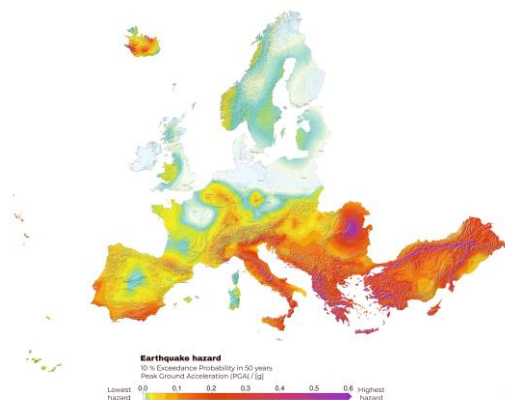 Earthquake hazard
10 % Exceedance Probability in 50 years
Peak Ground Acceleration (PGA) / [g]
Lowest hazard 0.0 0.1 0.2 0.3 0.4 0.5 0.6 Highest hazard